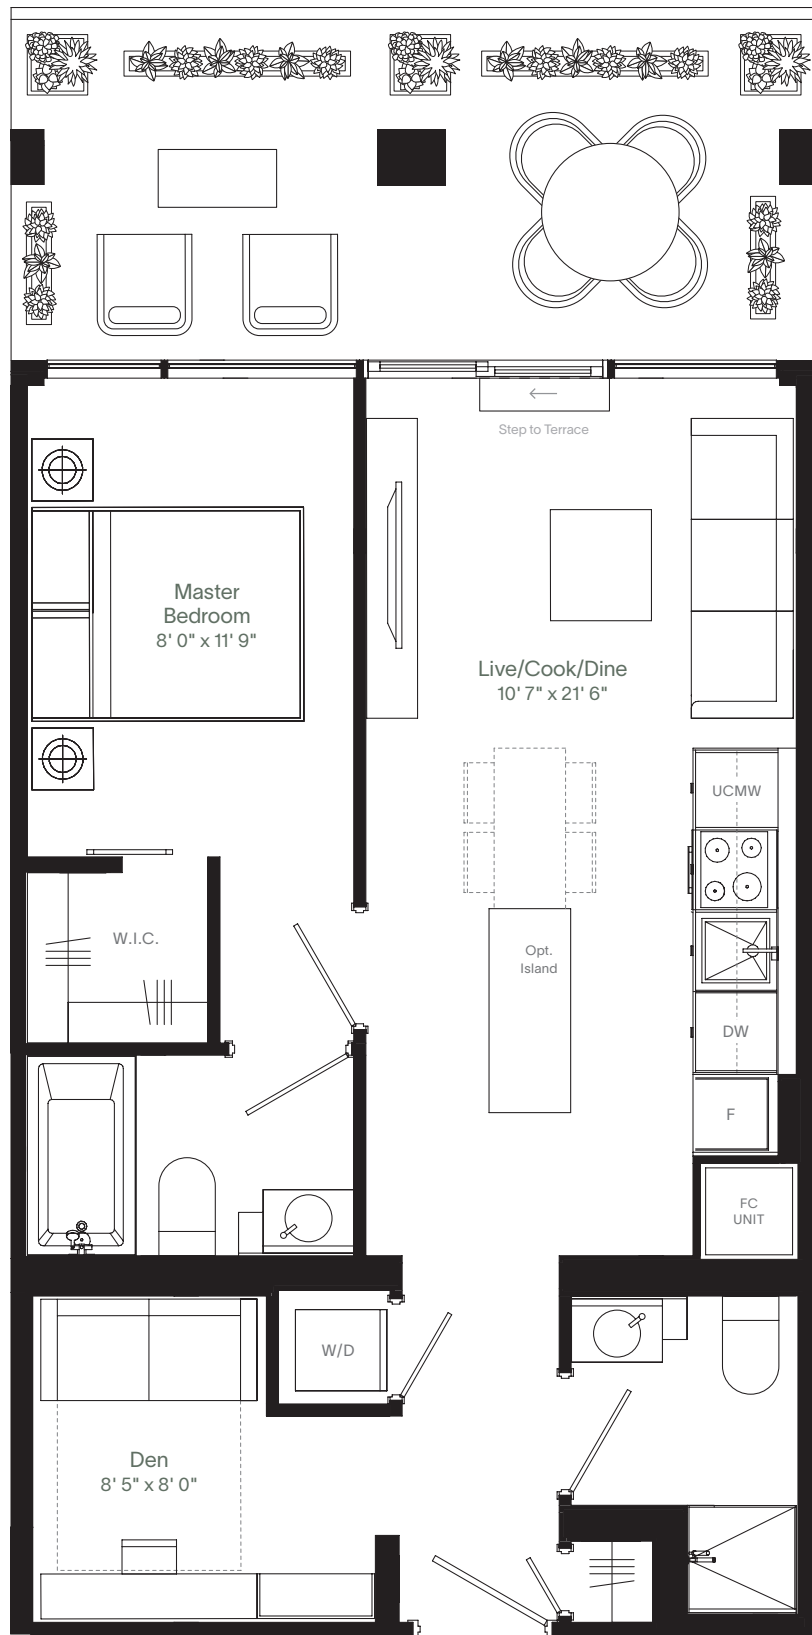 Step to Terrace
Master
Bedroom
8' 0" x 11' 9"
Live/Cook/Dine
10' 7" x 21' 6"
UCMW
W.I.C.
Opt.
Island
DW
F
FC
UNIT
W/D
Den
8' 5" x 8' 0"